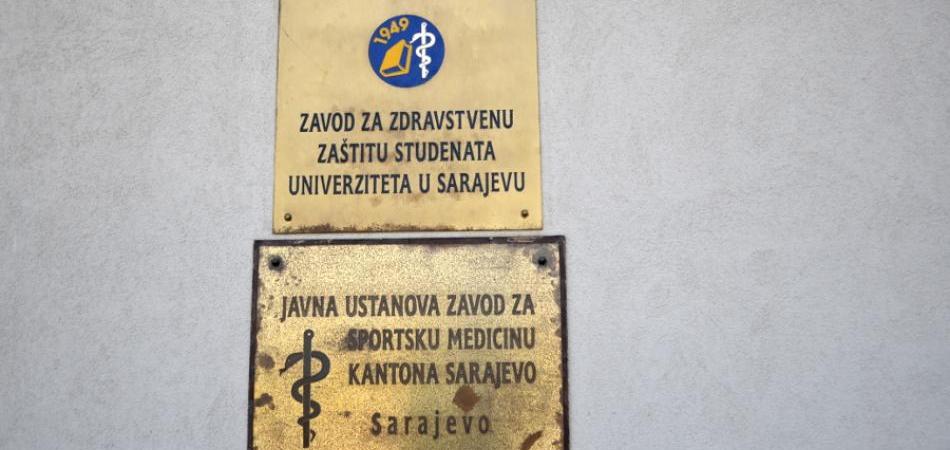 1949
ZAVOD ZA ZDRAVSTVENU
ZAŠTITU STUDENATA
UNIVERZITETA U SARAJEVU
JAVNA USTANOVA ZAVOD ZA
SPORTSKU MEDICINU
KANTONA SARAJEVO
Sarajevo